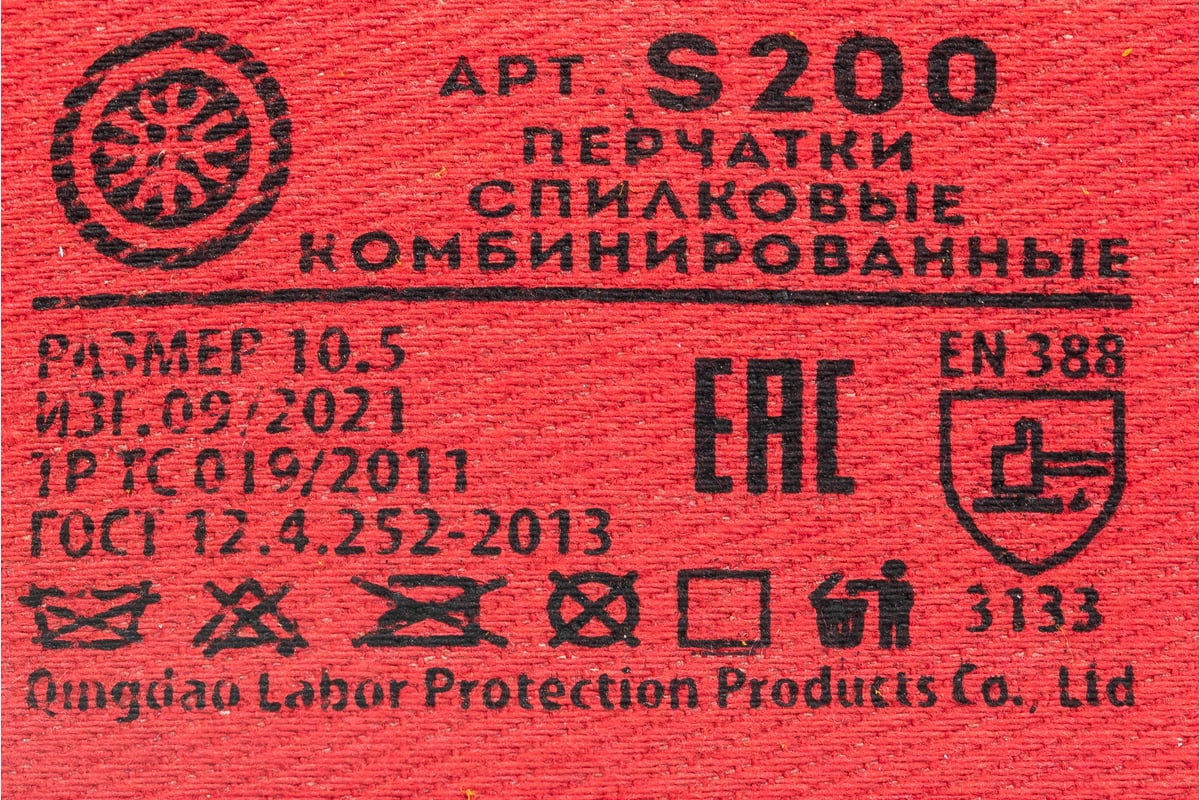 АРТ. S200
ПЕРЧАТКИ
СПИЛКОВЫЕ
КОМБИНИРОВАННЫЕ
РАЗМЕР 10.5
ИЗГ. 09/2021
ТР ТС 019/2011
ГОСТ 12.4.252-2013
EAC
EN 388
3133
Qingdao Labor Protection Products Co., Ltd